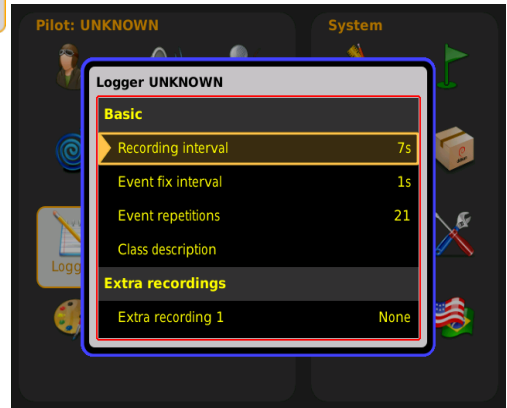 Pilot: UNKNOWN
System
Logger UNKNOWN
Basic
Recording interval 7s
Event fix interval 1s
Event repetitions 21
Class description
Extra recordings
Extra recording 1 None
Logg